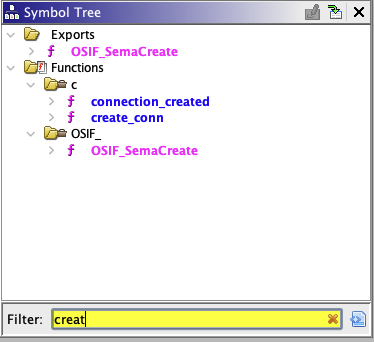 Symbol Tree
Exports
f OSIF_SemaCreate
Functions
c
f connection_created
f create_conn
OSIF_
f OSIF_SemaCreate
Filter: creat